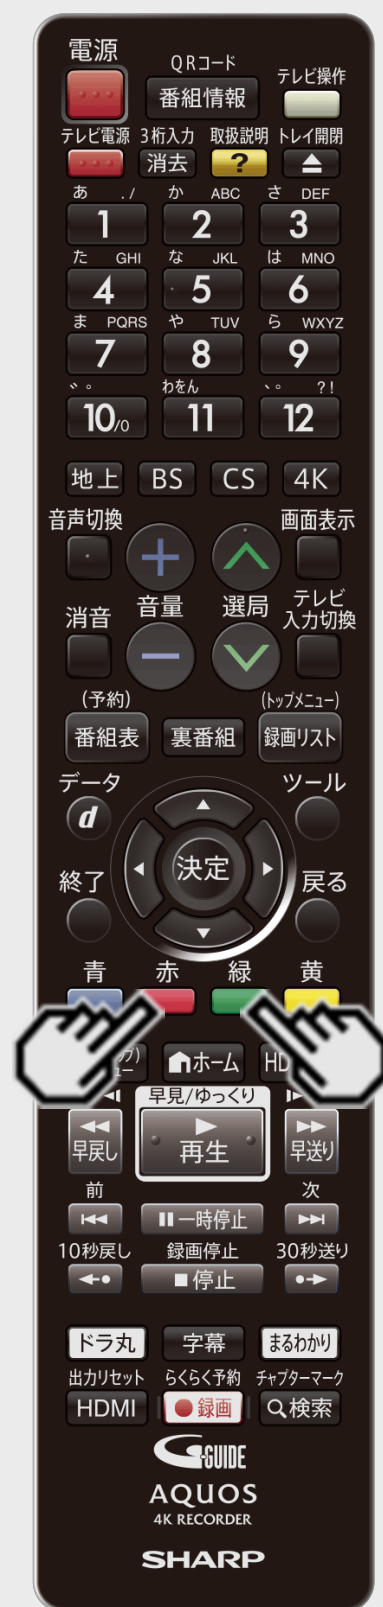 電源
QRコード
番組情報
テレビ操作
テレビ電源 3桁入力 取扱説明 トレイ開閉
消去 ?
あ ./ か ABC さ DEF
1 2 3
た GHI な JKL は MNO
4 5 6
ま PQRS や TUV ら WXYZ
7 8 9
゛゜ わをん 、。 ?!
10/0 11 12
地上 BS CS 4K
音声切換 画面表示
消音 音量 選局 テレビ入力切換
(予約) (トップメニュー)
番組表 裏番組 録画リスト
データ ツール
d
決定
終了 戻る
青 赤 緑 黄
ホーム HD
早見/ゆっくり
早戻し 再生 早送り
前 次
一時停止
10秒戻し 録画停止 30秒送り
停止
ドラ丸 字幕 まるわかり
出力リセット らくらく予約 チャプターマーク
HDMI 録画 検索
G-GUIDE
AQUOS
4K RECORDER
SHARP